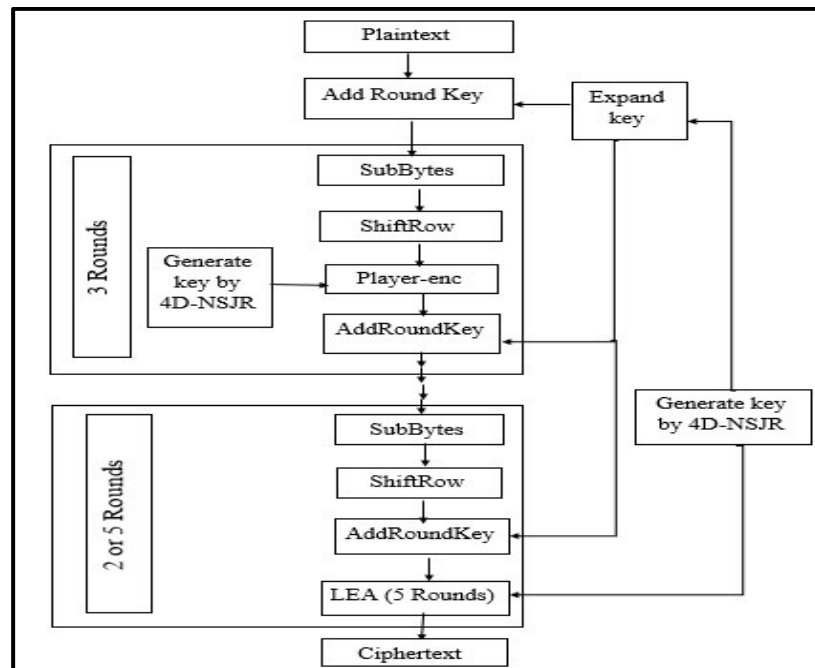 Plaintext
Add Round Key
Expand
key
3 Rounds
SubBytes
ShiftRow
Generate
key by
4D-NSJR
Player-enc
AddRoundKey
2 or 5 Rounds
SubBytes
ShiftRow
AddRoundKey
LEA (5 Rounds)
Generate key
by 4D-NSJR
Ciphertext